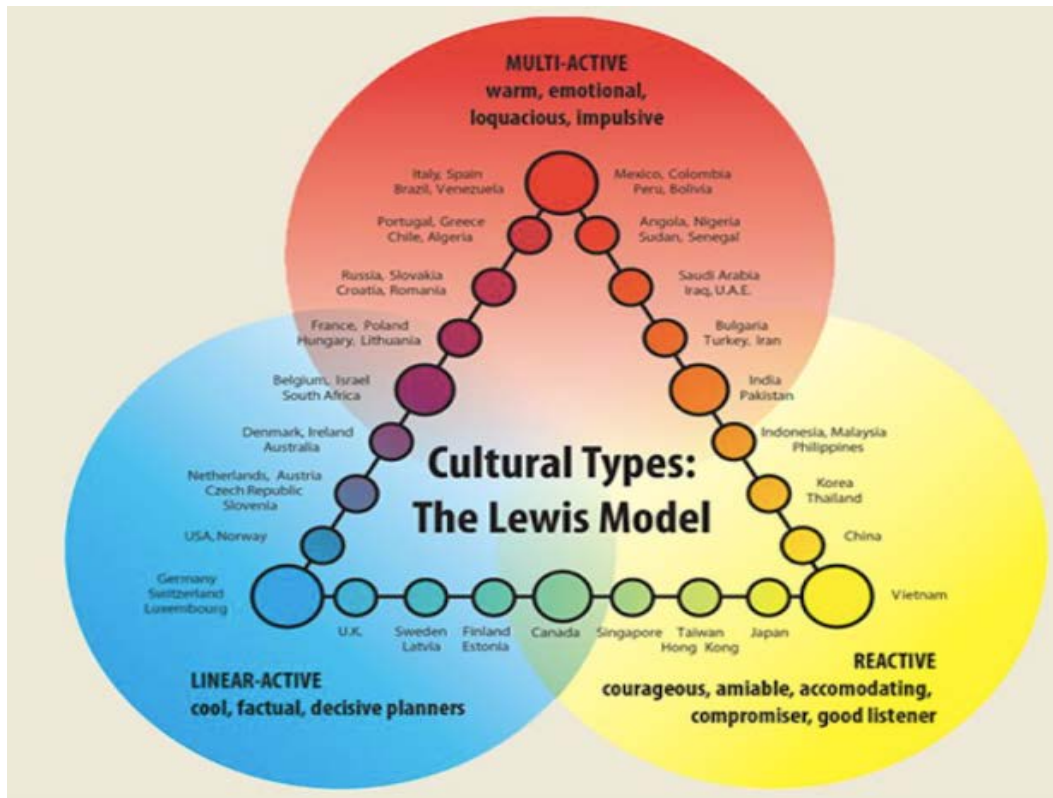 MULTI-ACTIVE
warm, emotional,
loquacious, impulsive
Italy, Spain
Brazil, Venezuela
Mexico, Colombia
Peru, Bolivia
Portugal, Greece
Chile, Algeria
Angola, Nigeria
Sudan, Senegal
Russia, Slovakia
Croatia, Romania
Saudi Arabia
Iraq, U.A.E.
France, Poland
Hungary, Lithuania
Bulgaria
Turkey, Iran
Belgium, Israel
South Africa
India
Pakistan
Denmark, Ireland
Australia
Indonesia, Malaysia
Philippines
Cultural Types:
The Lewis Model
Netherlands, Austria
Czech Republic
Slovenia
Korea
Thailand
USA, Norway
China
Germany
Switzerland
Luxembourg
Vietnam
U.K.
Sweden
Latvia
Finland
Estonia
Canada
Singapore
Taiwan
Hong Kong
Japan
LINEAR-ACTIVE
cool, factual, decisive planners
REACTIVE
courageous, amiable, accomodating,
compromiser, good listener